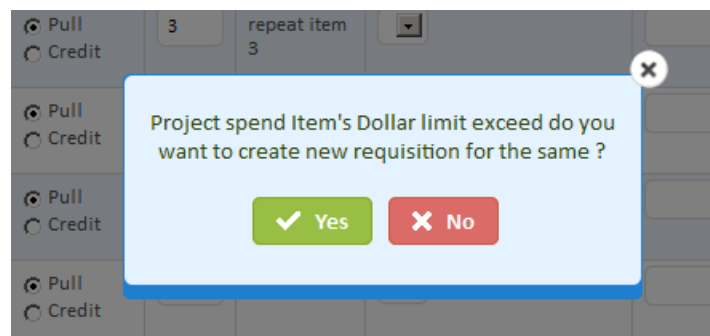 Pull 3 repeat item
Credit 3
Pull
Credit
Project spend Item's Dollar limit exceed do you
want to create new requisition for the same ?
Yes No
Pull
Credit
Pull
Credit